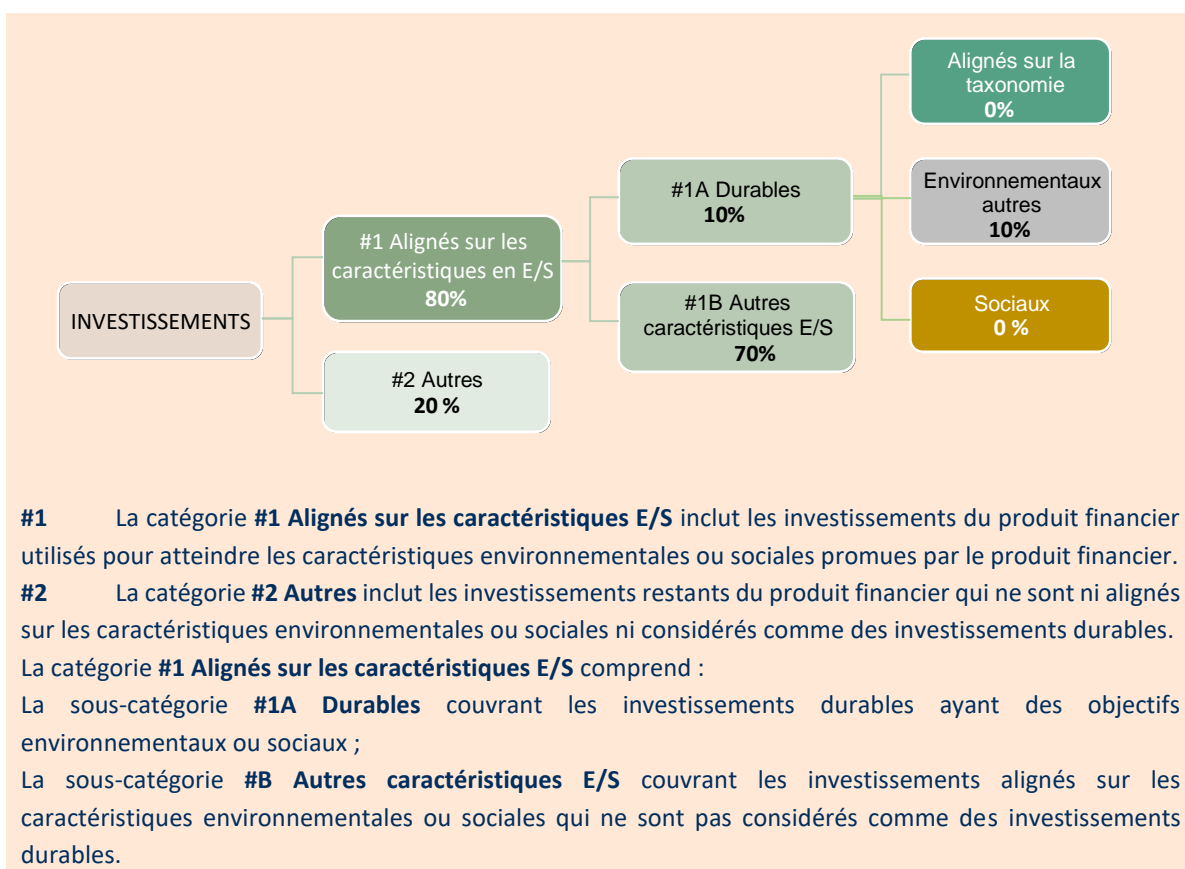 Alignés sur la
taxonomie
0%
#1A Durables
10%
Environnementaux
autres
10%
#1 Alignés sur les
caractéristiques en E/S
80%
INVESTISSEMENTS
#1B Autres
caractéristiques E/S
70%
Sociaux
0 %
#2 Autres
20 %
#1 La catégorie #1 Alignés sur les caractéristiques E/S inclut les investissements du produit financier
utilisés pour atteindre les caractéristiques environnementales ou sociales promues par le produit financier.
#2 La catégorie #2 Autres inclut les investissements restants du produit financier qui ne sont ni alignés
sur les caractéristiques environnementales ou sociales ni considérés comme des investissements durables.
La catégorie #1 Alignés sur les caractéristiques E/S comprend :
La sous-catégorie #1A Durables couvrant les investissements durables ayant des objectifs
environnementaux ou sociaux ;
La sous-catégorie #B Autres caractéristiques E/S couvrant les investissements alignés sur les
caractéristiques environnementales ou sociales qui ne sont pas considérés comme des investissements
durables.